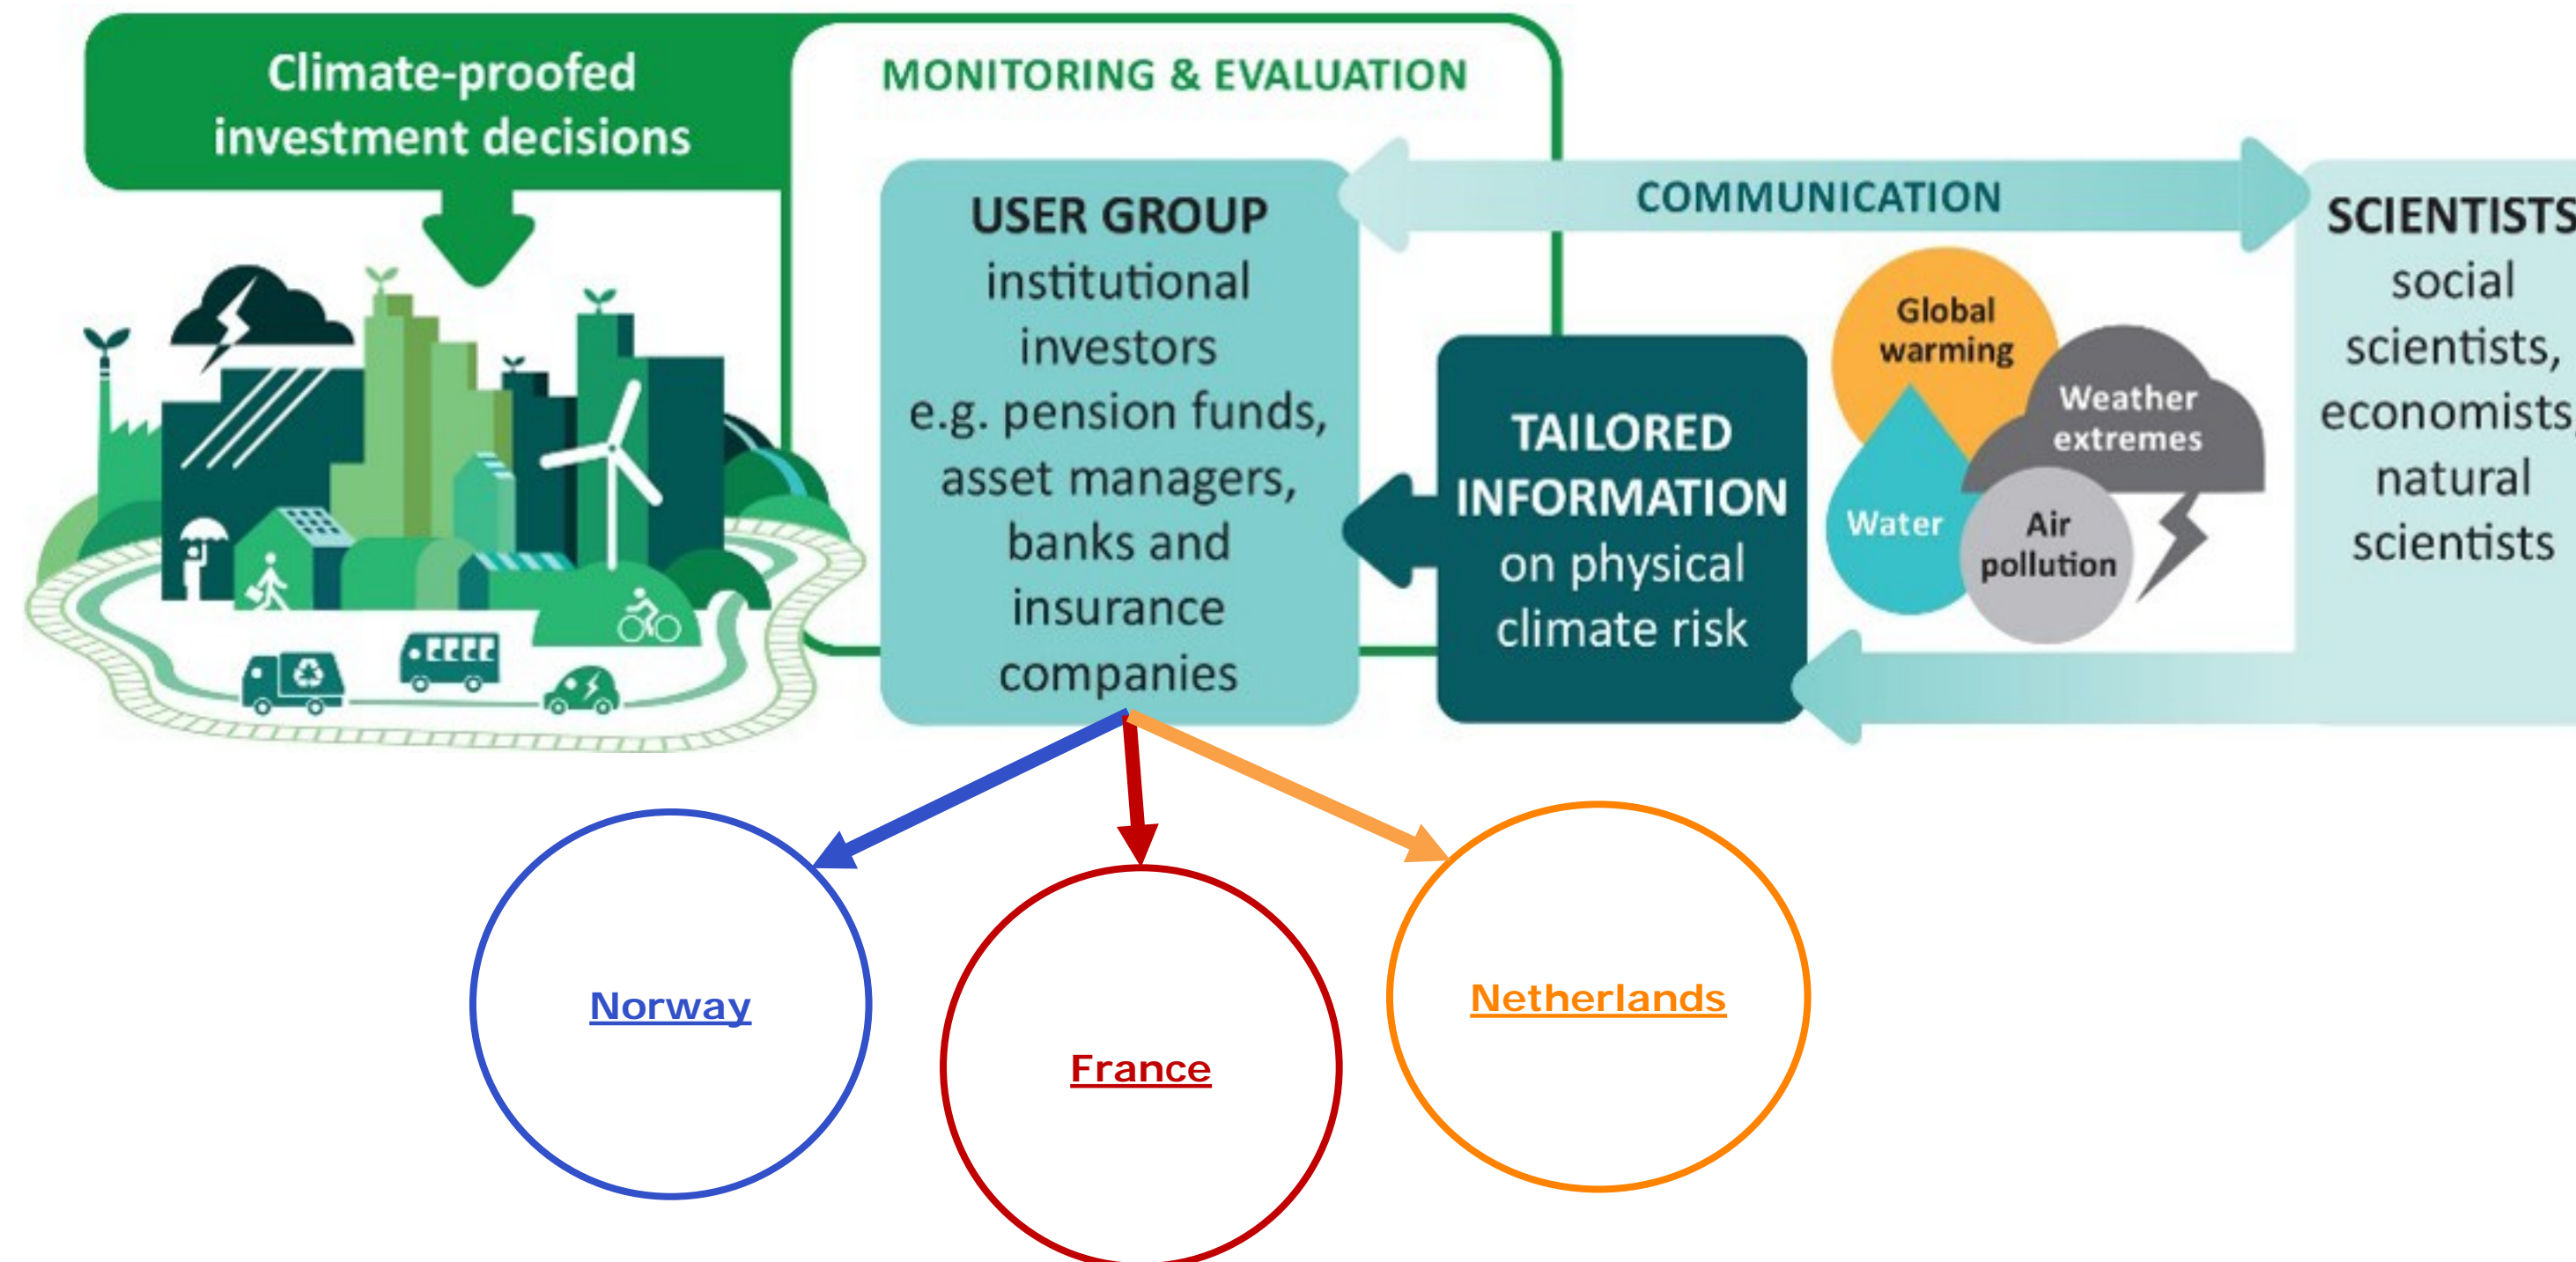 Climate-proofed
investment decisions
MONITORING & EVALUATION
USER GROUP
institutional
investors
e.g. pension funds,
asset managers,
banks and
insurance
companies
COMMUNICATION
TAILORED
INFORMATION
on physical
climate risk
Global
warming
Weather
extremes
Water
Air
pollution
SCIENTISTS
social
scientists,
economists,
natural
scientists
Norway
France
Netherlands